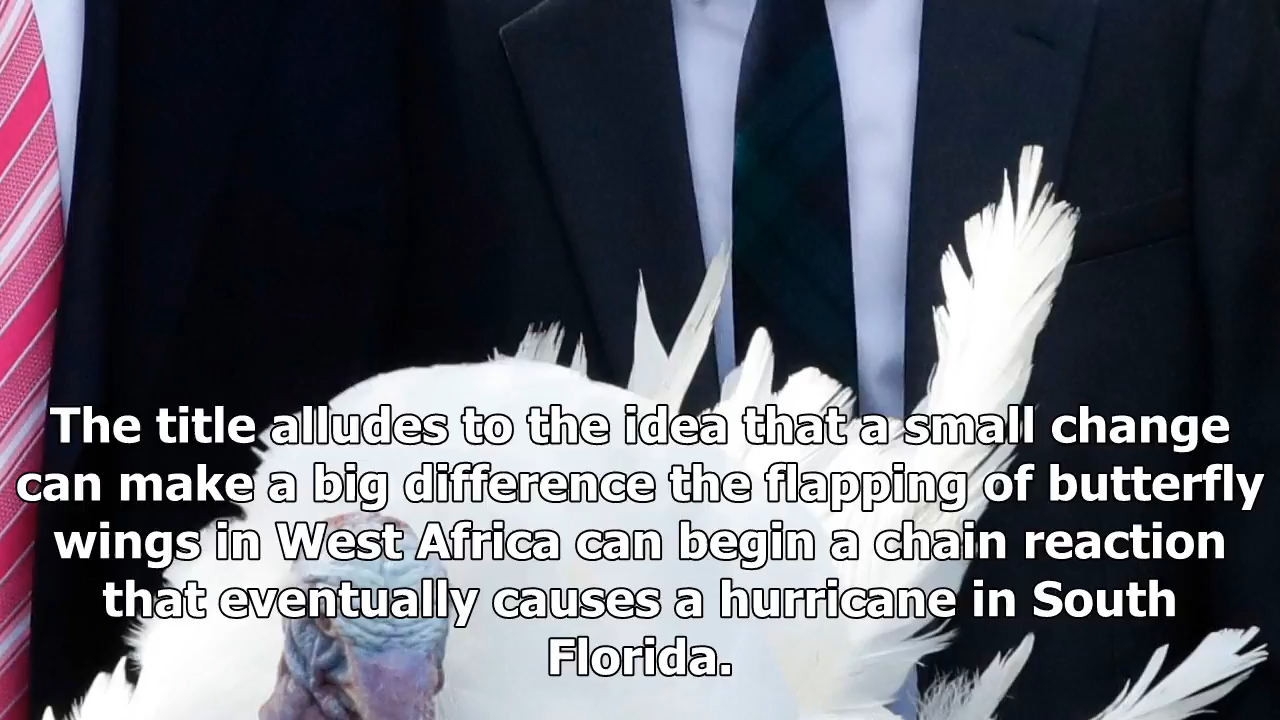 The title alludes to the idea that a small change
can make a big difference the flapping of butterfly
wings in West Africa can begin a chain reaction
that eventually causes a hurricane in South
Florida.